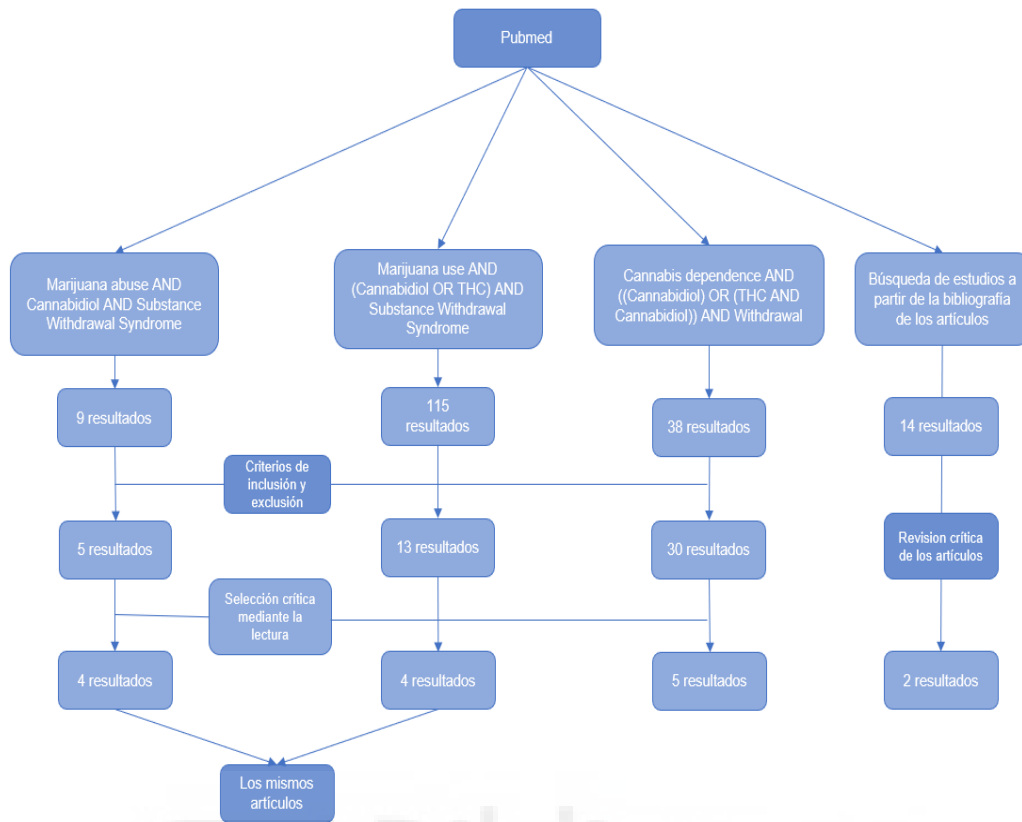 Pubmed
Marijuana abuse AND
Cannabidiol AND Substance
Withdrawal Syndrome
Marijuana use AND
(Cannabidiol OR THC) AND
Substance Withdrawal
Syndrome
Cannabis dependence AND
((Cannabidiol) OR (THC AND
Cannabidiol)) AND Withdrawal
Búsqueda de estudios a
partir de la bibliografía
de los artículos
9 resultados
115
resultados
38 resultados
14 resultados
Criterios de
inclusión y
exclusión
5 resultados
13 resultados
30 resultados
Revision crítica
de los artículos
Selección crítica
mediante la
lectura
4 resultados
4 resultados
5 resultados
2 resultados
Los mismos
artículos